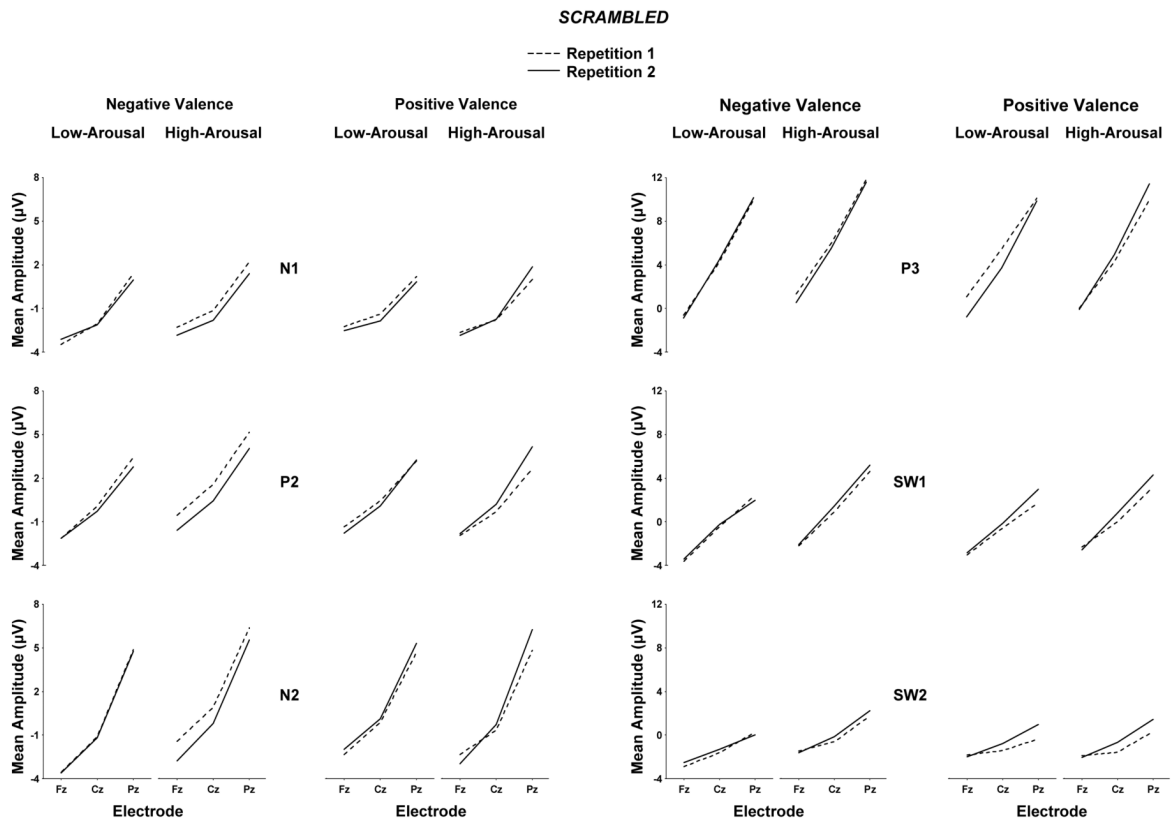 SCRAMBLED
Repetition 1
Repetition 2
Negative Valence Positive Valence Negative Valence Positive Valence
Low-Arousal High-Arousal Low-Arousal High-Arousal Low-Arousal High-Arousal Low-Arousal High-Arousal
Mean Amplitude (µV)
8
2
-1
-4
N1
Mean Amplitude (µV)
12
8
4
0
-4
P3
Mean Amplitude (µV)
8
5
2
-1
-4
P2
Mean Amplitude (µV)
12
8
4
0
-4
SW1
Mean Amplitude (µV)
8
5
2
-1
-4
N2
Mean Amplitude (µV)
12
8
4
0
-4
SW2
Fz Cz Pz Fz Cz Pz Fz Cz Pz Fz Cz Pz Fz Cz Pz Fz Cz Pz Fz Cz Pz Fz Cz Pz
Electrode Electrode Electrode Electrode